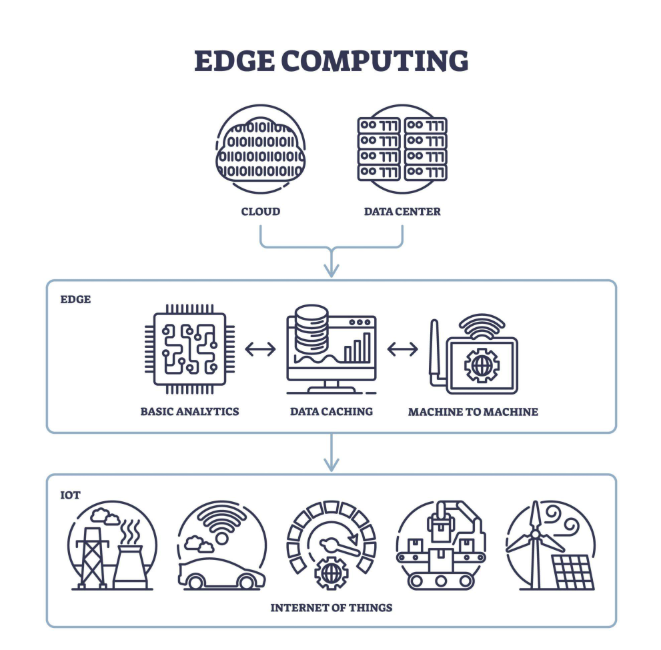 EDGE COMPUTING
CLOUD
DATA CENTER
EDGE
BASIC ANALYTICS
DATA CACHING
MACHINE TO MACHINE
IOT
INTERNET OF THINGS